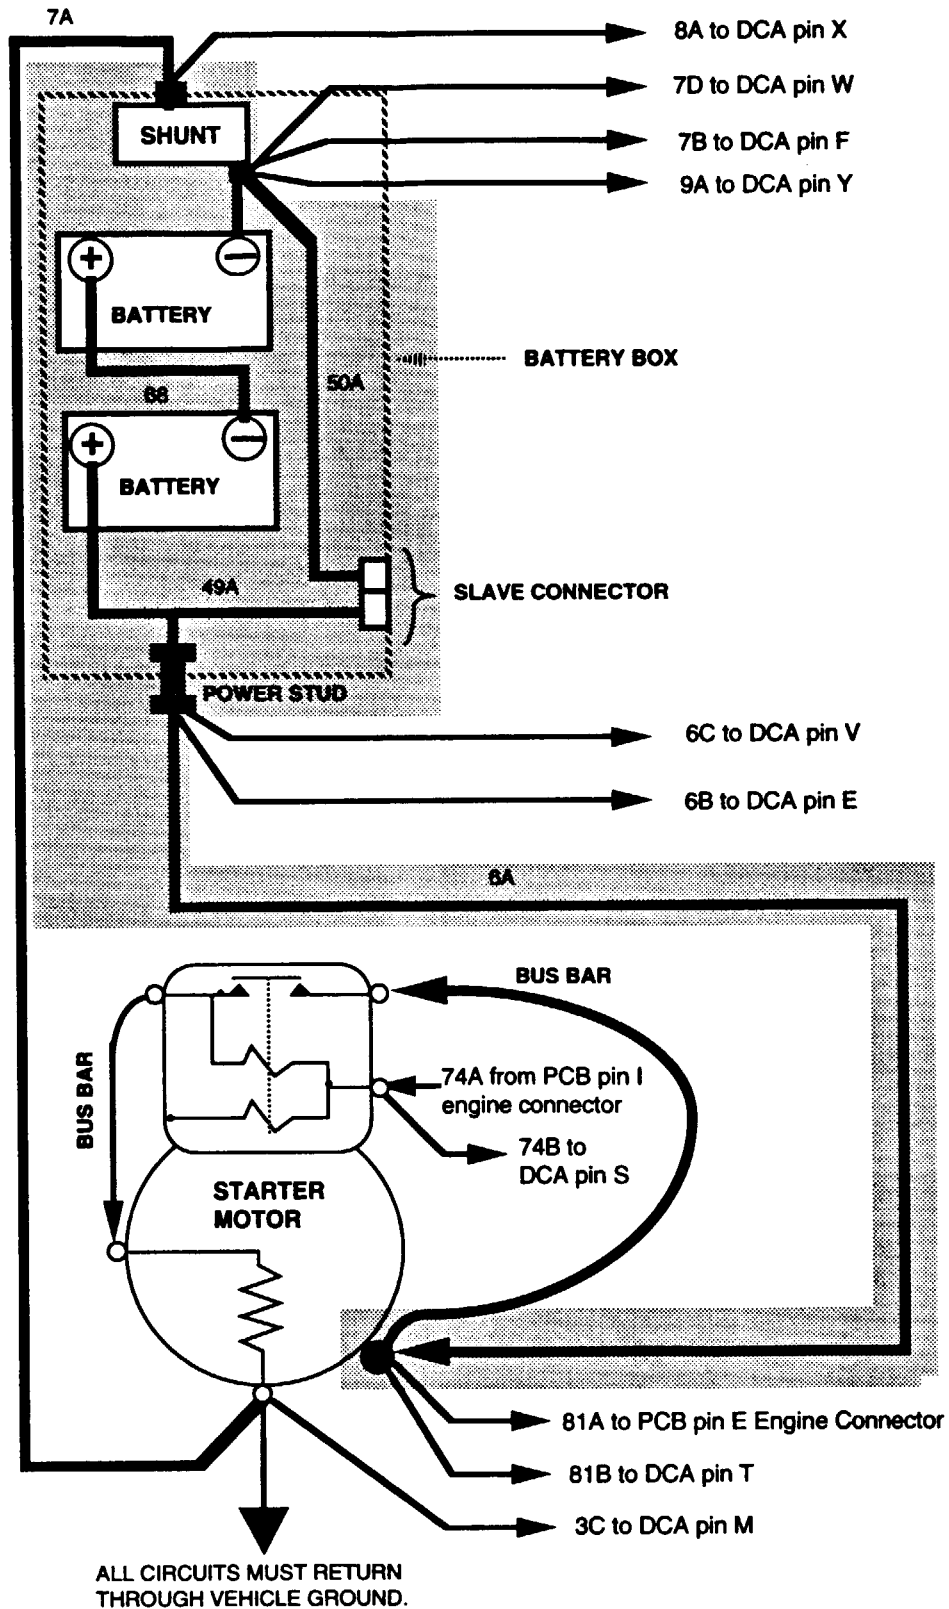 7A
8A to DCA pin X
7D to DCA pin W
SHUNT
7B to DCA pin F
9A to DCA pin Y
+
−
BATTERY
BATTERY BOX
50A
68
+
−
BATTERY
49A
SLAVE CONNECTOR
POWER STUD
6C to DCA pin V
6B to DCA pin E
6A
BUS BAR
BUS BAR
74A from PCB pin I
engine connector
74B to
DCA pin S
STARTER
MOTOR
81A to PCB pin E Engine Connector
81B to DCA pin T
3C to DCA pin M
ALL CIRCUITS MUST RETURN
THROUGH VEHICLE GROUND.